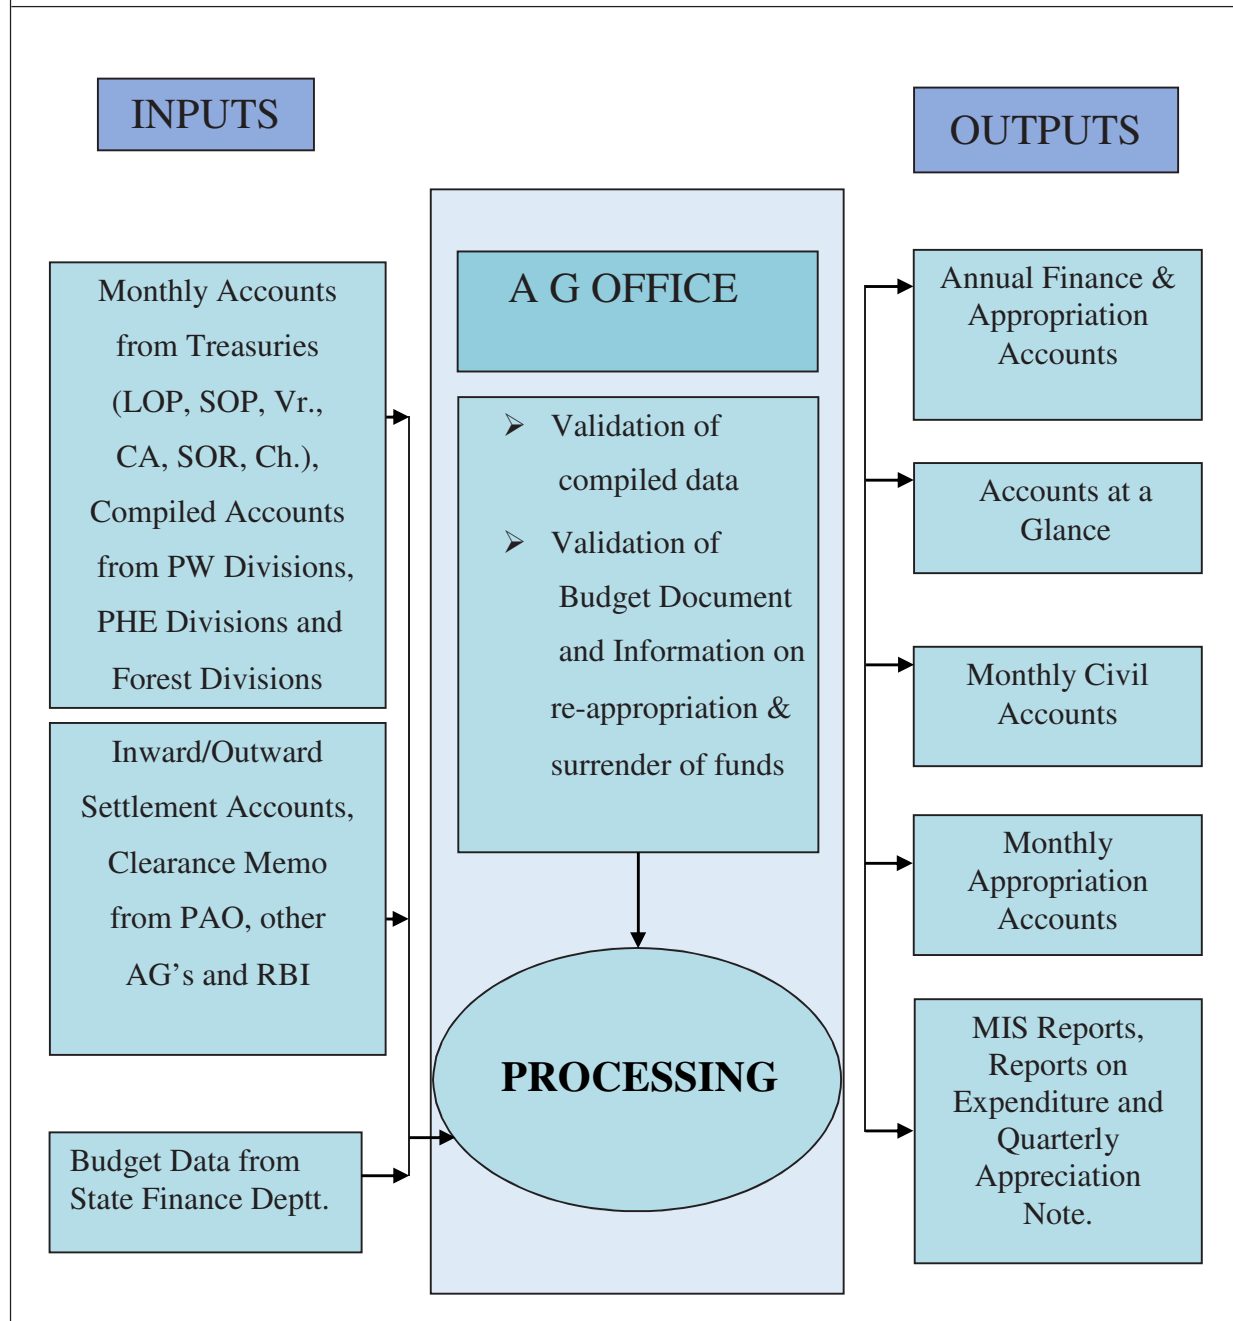 INPUTS
Monthly Accounts
from Treasuries
(LOP, SOP, Vr.,
CA, SOR, Ch.),
Compiled Accounts
from PW Divisions,
PHE Divisions and
Forest Divisions
Inward/Outward
Settlement Accounts,
Clearance Memo
from PAO, other
AG’s and RBI
Budget Data from
State Finance Deptt.
A G OFFICE
➢ Validation of
compiled data
➢ Validation of
Budget Document
and Information on
re-appropriation &
surrender of funds
PROCESSING
OUTPUTS
Annual Finance &
Appropriation
Accounts
Accounts at a
Glance
Monthly Civil
Accounts
Monthly
Appropriation
Accounts
MIS Reports,
Reports on
Expenditure and
Quarterly
Appreciation
Note.